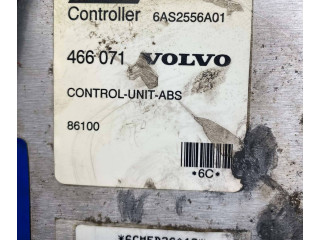 Controller 6AS2556A01
466 071 VOLVO
CONTROL-UNIT-ABS
86100
*6C*